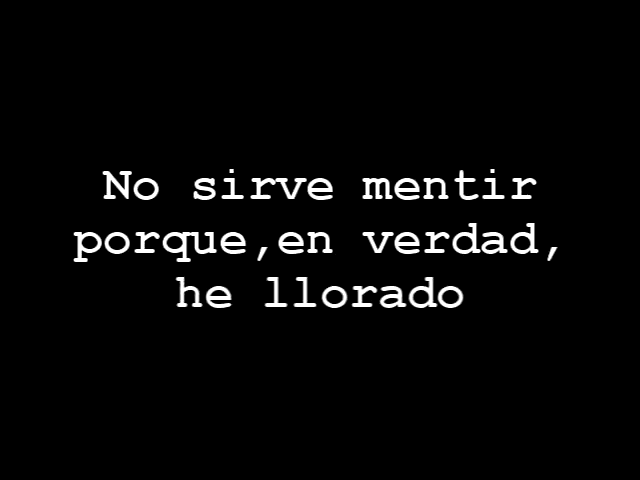 No sirve mentir
porque,en verdad,
he llorado